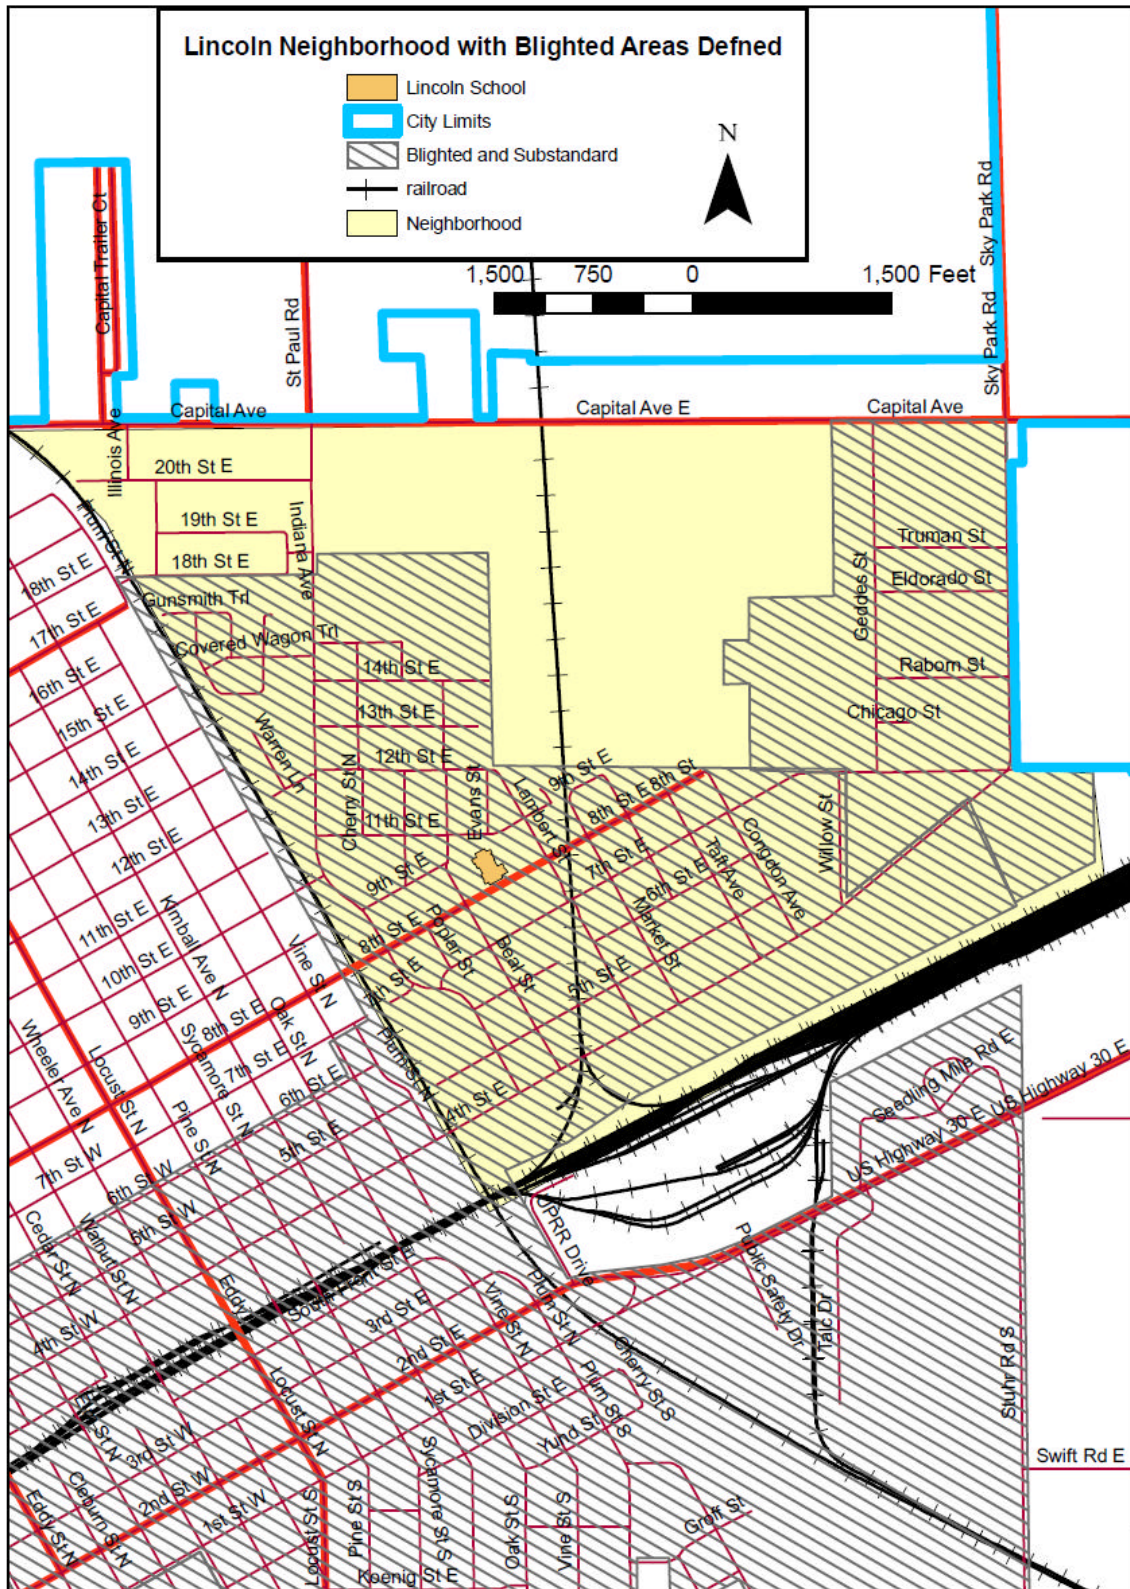 Lincoln Neighborhood with Blighted Areas Defned
Lincoln School
City Limits
Blighted and Substandard
railroad
Neighborhood
N
1,500 750 0 1,500 Feet
Capital Trailer Ct
St Paul Rd
Sky Park Rd
Sky Park Rd
Capital Ave
Capital Ave E
Capital Ave
Illinois Ave
20th St E
Plum St N
19th St E
Indiana Ave
18th St E
Truman St
Geddes St
Eldorado St
18th St E
Gunsmith Trl
17th St E
Covered Wagon Trl
14th St E
Raborn St
16th St E
13th St E
Chicago St
15th St E
Warren Ln
12th St E
14th St E
Cherry St N
Evans St
Lambert St
9th St E
8th St E
8th St
13th St E
11th St E
Willow St
Congdon Ave
Taft Ave
12th St E
9th St E
7th St E
6th St E
Kimball Ave N
11th St E
8th St E
Poplar St
Bear St
Market St
10th St E
Vine St N
7th St E
5th St E
9th St E
8th St E
Oak St N
Wheeler Ave N
Locust St N
Sycamore St N
7th St E
Plum St N
Seedling Mile Rd E
6th St E
4th St E
US Highway 30 E
US Highway 30 E
Pine St N
5th St E
7th St W
6th St W
6th St W
Cedar St N
Walnut St N
UPRR Drive
Public Safety Dr
Talc Dr
Eddy
South Front St E
4th St W
3rd St E
Vine St N
Plum St N
2nd St E
Cherry St S
Stuhr Rd S
Locust St N
1st St E
Division St E
Plum St S
Yund St
St N
3rd St W
Swift Rd E
2nd St W
Cleburn St N
Eddy St N
1st St W
Locust St S
Pine St S
Sycamore St S
Oak St S
Vine St S
Groff St
Koenig St E